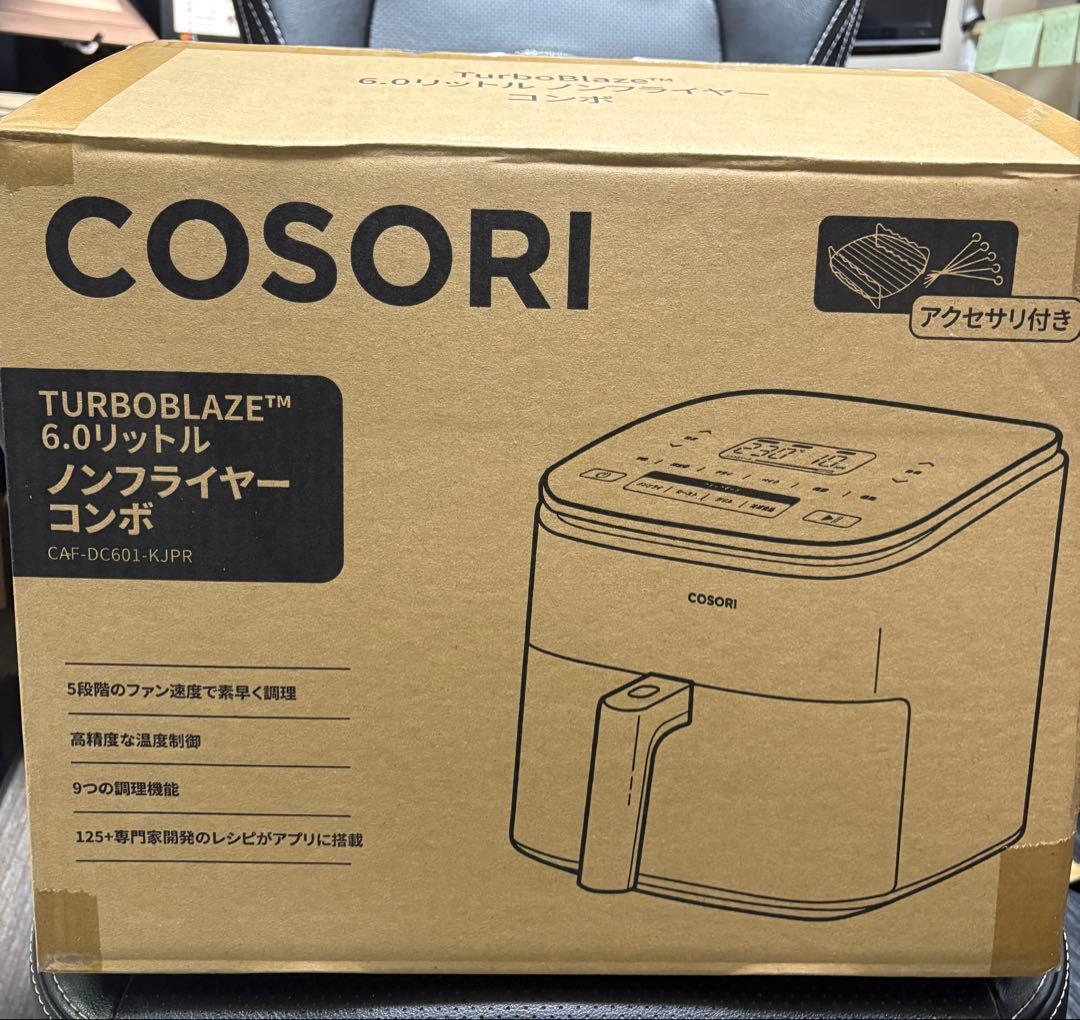 TurboBlaze™
6.0リットル ノンフライヤー
コンボ
COSORI
アクセサリ付き
TURBOBLAZE™
6.0リットル
ノンフライヤー
コンボ
CAF-DC601-KJPR
230 10
COSORI
5段階のファン速度で素早く調理
高精度な温度制御
9つの調理機能
125+専門家開発のレシピがアプリに搭載